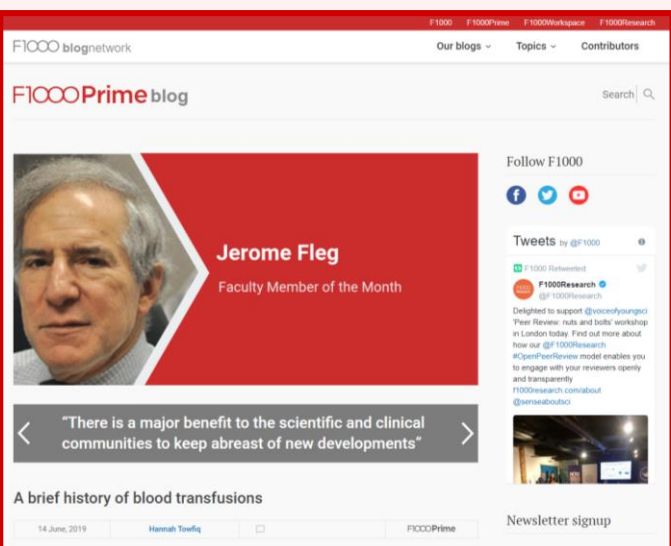 F1000 F1000Prime F1000Workspace F1000Research
F1000 blognetwork
Our blogs Topics Contributors
F1000Prime blog
Search
Jerome Fleg
Faculty Member of the Month
“There is a major benefit to the scientific and clinical
communities to keep abreast of new developments”
A brief history of blood transfusions
14 June, 2019 Hannah Towfiq F1000Prime
Follow F1000
Tweets by @F1000
F1000 Retweeted
F1000Research
@F1000Research
Delighted to support @voiceofyoungsci
'Peer Review: nuts and bolts' workshop
in London today. Find out more about
how our @F1000Research
#OpenPeerReview model enables you
to engage with your reviewers openly
and transparently
f1000research.com/about
@senseaboutsci
Newsletter signup